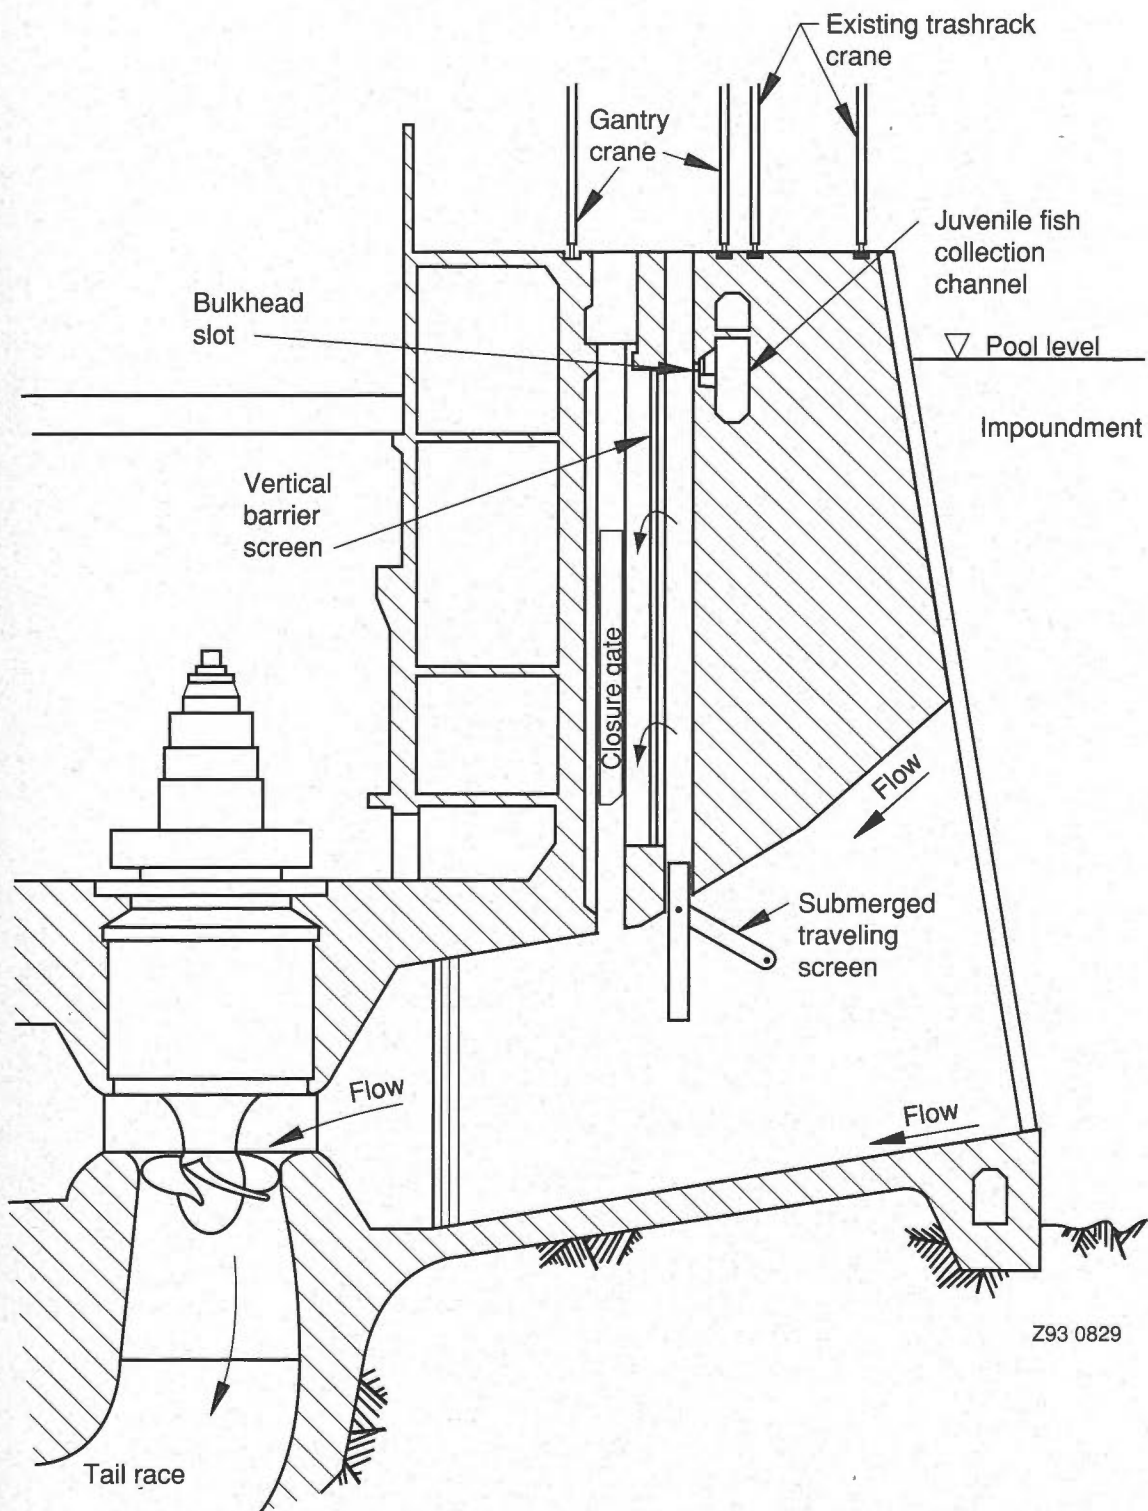 Existing trashrack
crane
Gantry
crane
Juvenile fish
collection
channel
Bulkhead
slot
Pool level
Impoundment
Vertical
barrier
screen
Closure gate
Flow
Submerged
traveling
screen
Flow
Flow
Z93 0829
Tail race